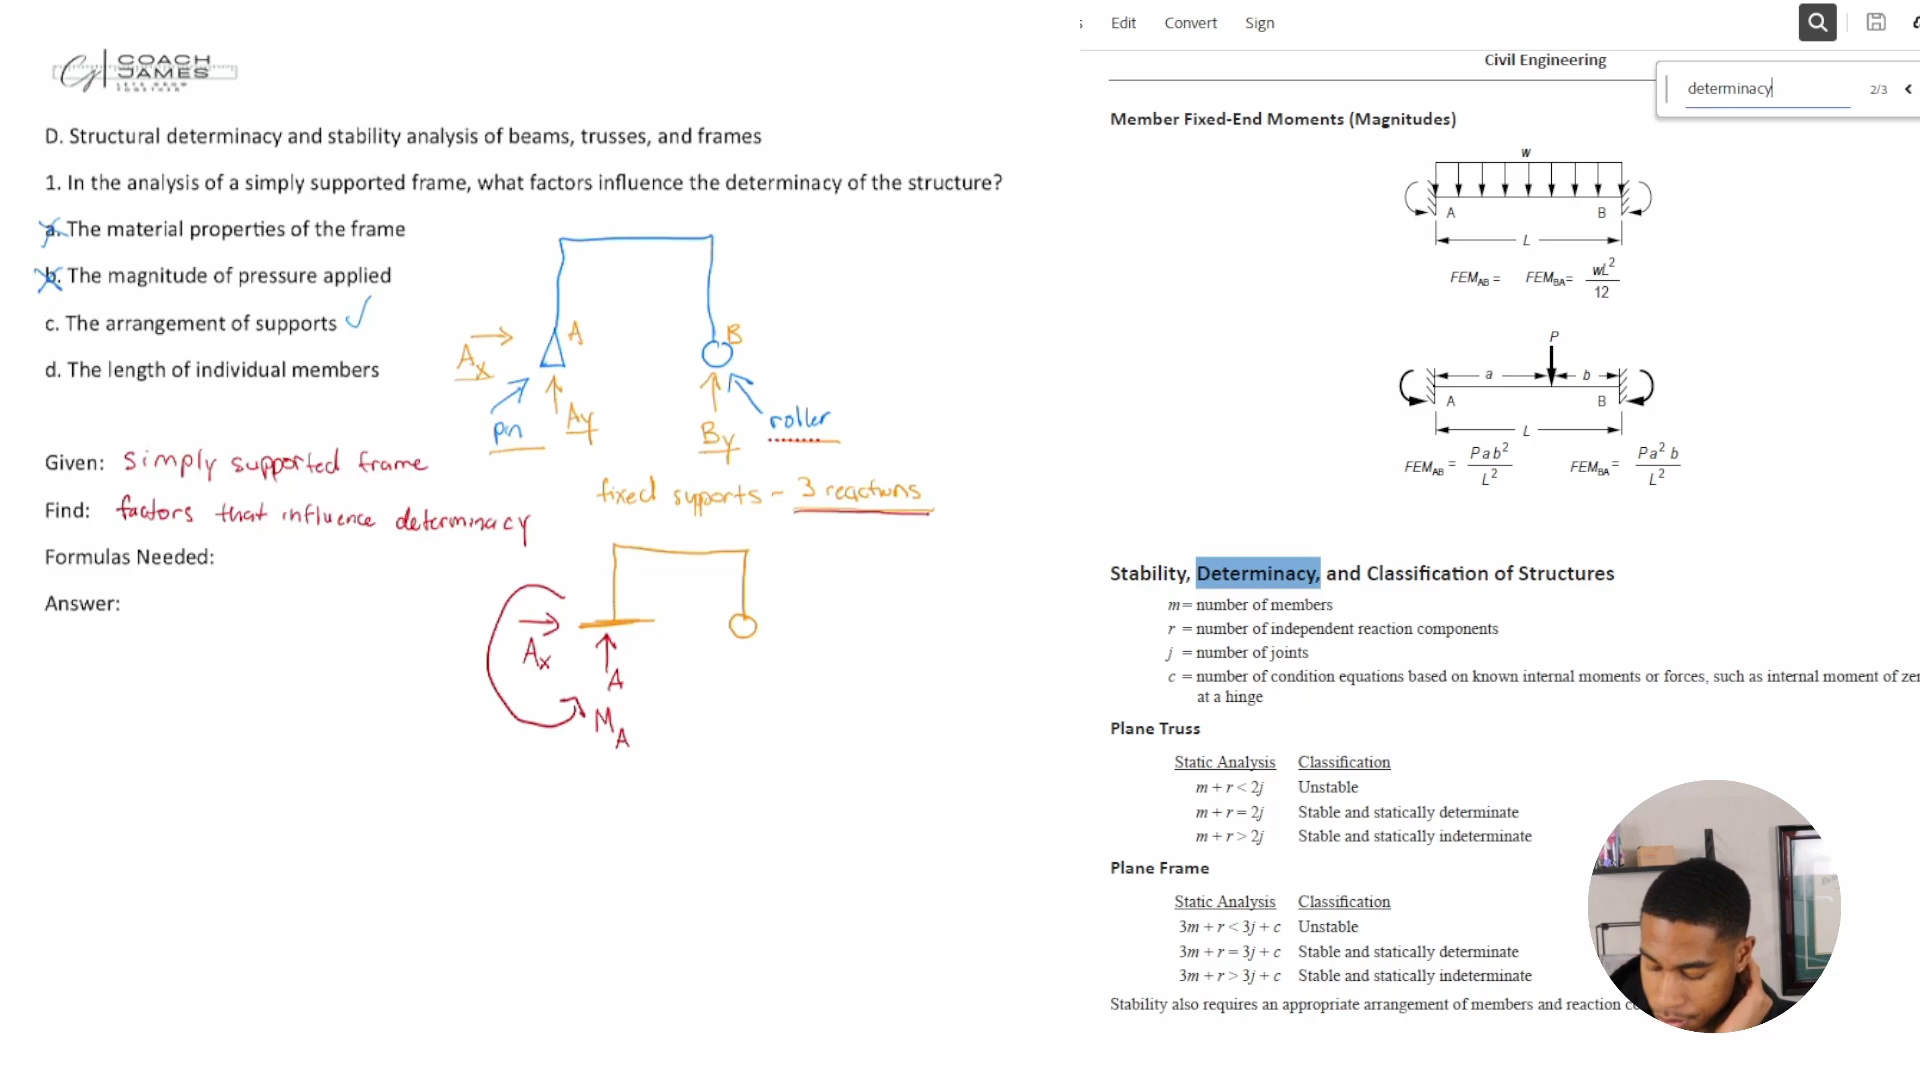 COACH
JAMES
LET'S GROW
TOGETHER
D. Structural determinacy and stability analysis of beams, trusses, and frames
1. In the analysis of a simply supported frame, what factors influence the determinacy of the structure?
a. The material properties of the frame
b. The magnitude of pressure applied
c. The arrangement of supports ✓
d. The length of individual members
A
B
Ax
pin
Ay
By
roller
Given: simply supported frame
fixed supports - 3 reactions
Find: factors that influence determinacy
Formulas Needed:
Answer:
Ax
A
MA
Edit Convert Sign
Civil Engineering
determinacy 2/3
Member Fixed-End Moments (Magnitudes)
w
A B
L
FEM_AB = FEM_BA = wL²/12
P
a b
A B
L
FEM_AB = Pab²/L² FEM_BA = Pa²b/L²
Stability, Determinacy, and Classification of Structures
m = number of members
r = number of independent reaction components
j = number of joints
c = number of condition equations based on known internal moments or forces, such as internal moment of
at a hinge
Plane Truss
Static Analysis Classification
m + r < 2j Unstable
m + r = 2j Stable and statically determinate
m + r > 2j Stable and statically indeterminate
Plane Frame
Static Analysis Classification
3m + r < 3j + c Unstable
3m + r = 3j + c Stable and statically determinate
3m + r > 3j + c Stable and statically indeterminate
Stability also requires an appropriate arrangement of members and reaction